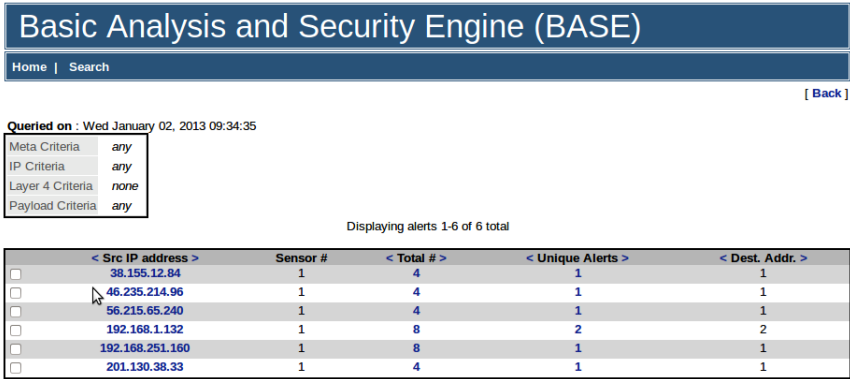 Basic Analysis and Security Engine (BASE)
Home | Search
[ Back ]
Queried on : Wed January 02, 2013 09:34:35
Meta Criteria any
IP Criteria any
Layer 4 Criteria none
Payload Criteria any
Displaying alerts 1-6 of 6 total
< Src IP address > Sensor # < Total # > < Unique Alerts > < Dest. Addr. >
38.155.12.84 1 4 1 1
46.235.214.96 1 4 1 1
56.215.65.240 1 4 1 1
192.168.1.132 1 8 2 2
192.168.251.160 1 8 1 1
201.130.38.33 1 4 1 1